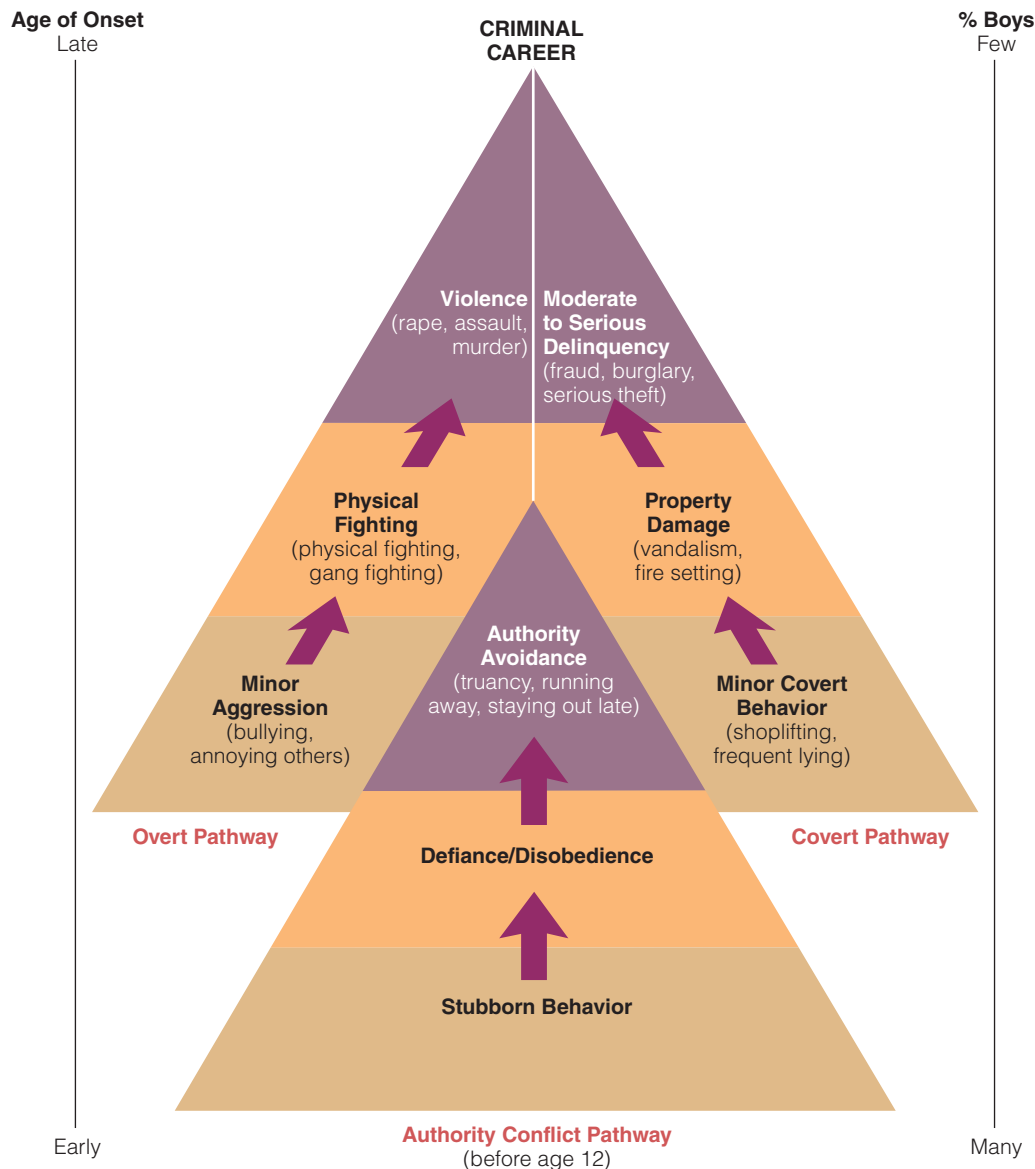 Age of Onset
Late
CRIMINAL
CAREER
% Boys
Few
Violence
(rape, assault,
murder)
Moderate
to Serious
Delinquency
(fraud, burglary,
serious theft)
Physical
Fighting
(physical fighting,
gang fighting)
Property
Damage
(vandalism,
fire setting)
Authority
Avoidance
(truancy, running
away, staying out late)
Minor
Aggression
(bullying,
annoying others)
Minor Covert
Behavior
(shoplifting,
frequent lying)
Overt Pathway
Covert Pathway
Defiance/Disobedience
Stubborn Behavior
Early
Authority Conflict Pathway
(before age 12)
Many